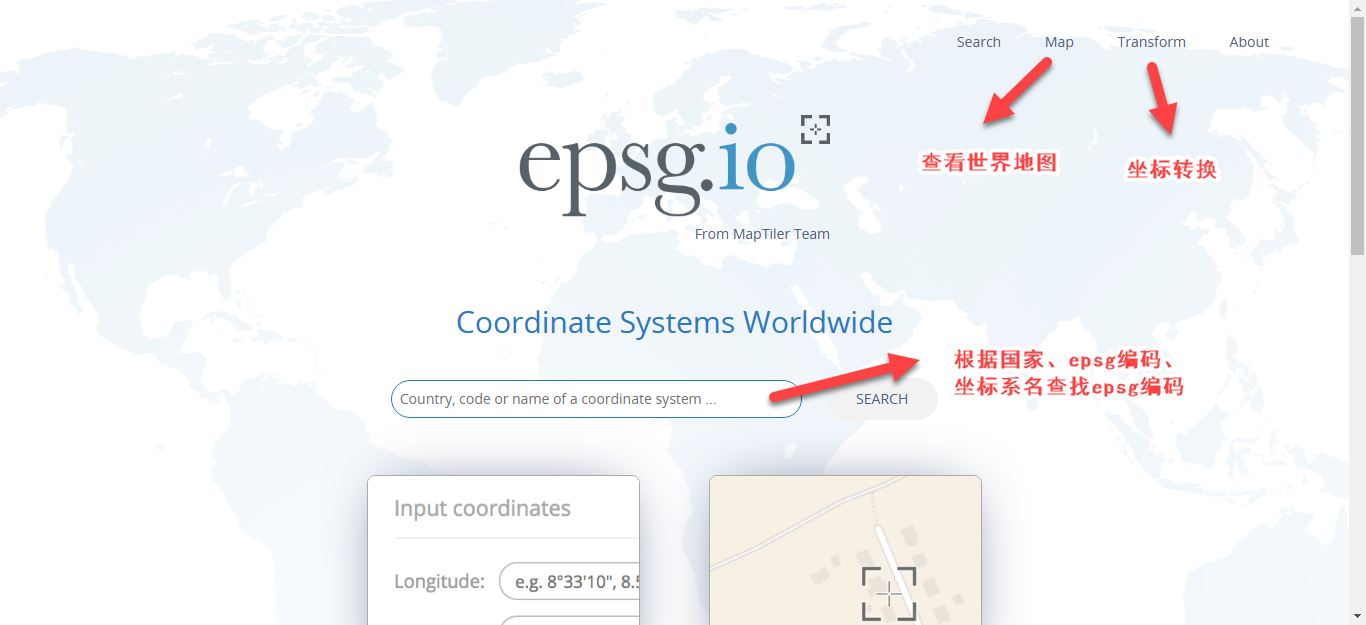 Search Map Transform About
查看世界地图
坐标转换
epsg.io
From MapTiler Team
Coordinate Systems Worldwide
根据国家、epsg编码、
坐标系名查找epsg编码
Country, code or name of a coordinate system ...
SEARCH
Input coordinates
Longitude:
e.g. 8°33'10", 8.5